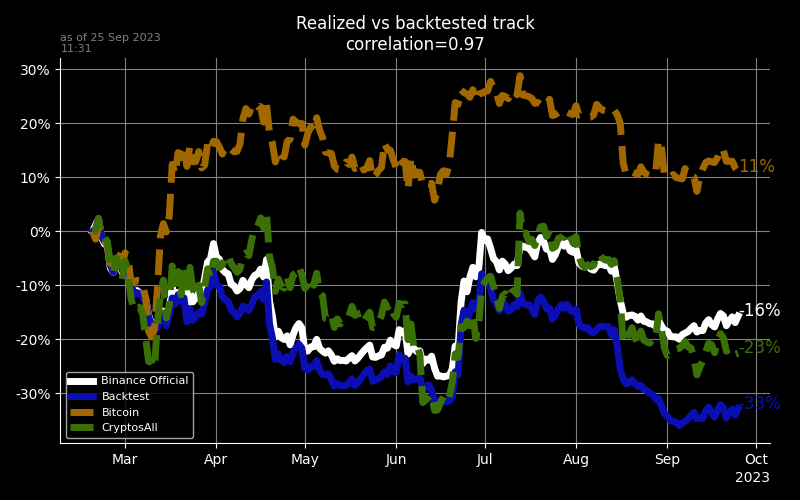 Realized vs backtested track
correlation=0.97
as of 25 Sep 2023
11:31
30%
20%
10%
0%
-10%
-20%
-30%
11%
-16%
-23%
-33%
Binance Official
Backtest
Bitcoin
CryptosAll
Mar Apr May Jun Jul Aug Sep Oct
2023